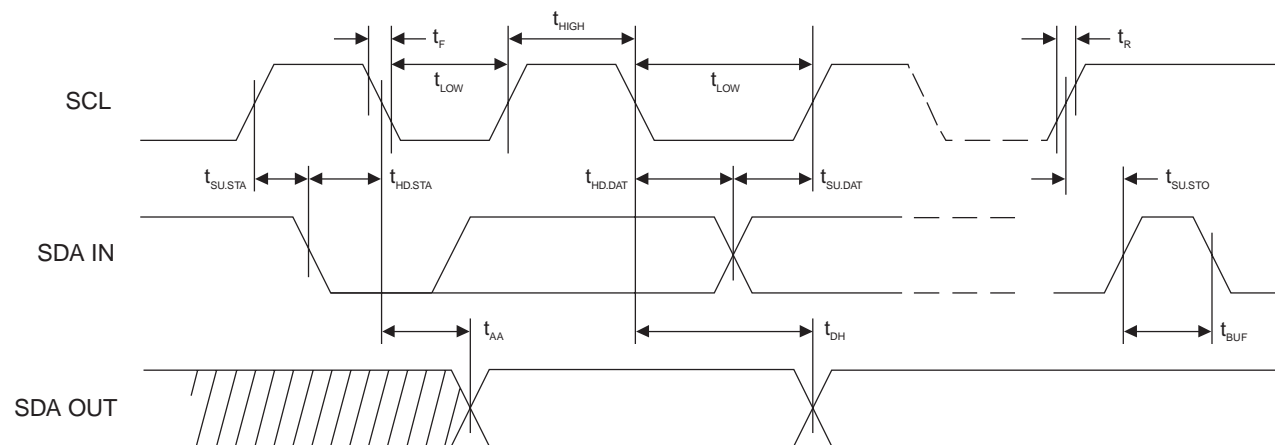 tHIGH
tF
tR
tLOW
tLOW
SCL
tSU.STA
tHD.STA
tHD.DAT
tSU.DAT
tSU.STO
SDA IN
tAA
tDH
tBUF
SDA OUT